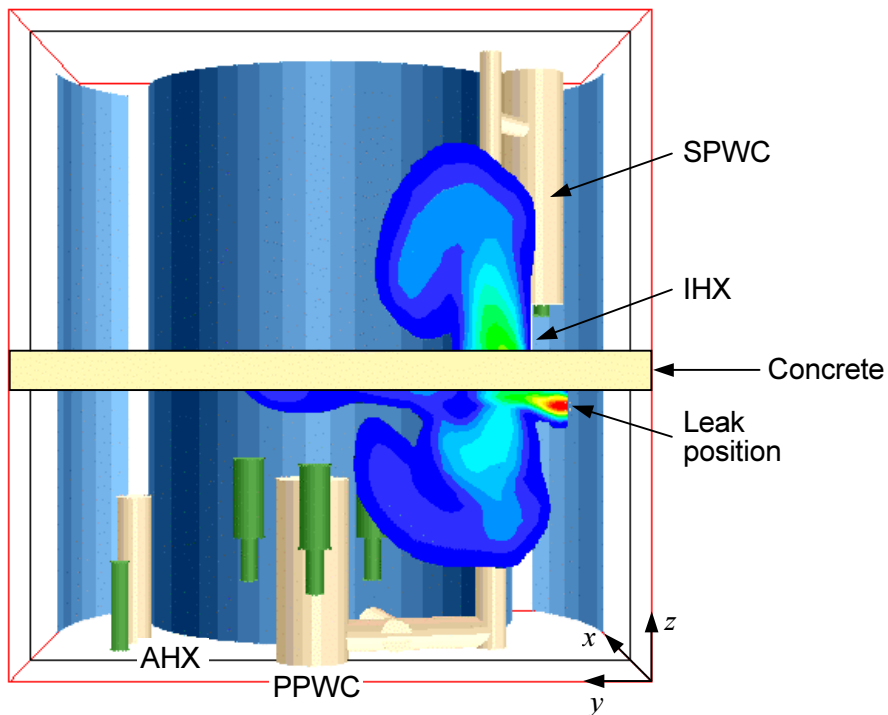 SPWC
IHX
Concrete
Leak
position
x
z
AHX
PPWC
y